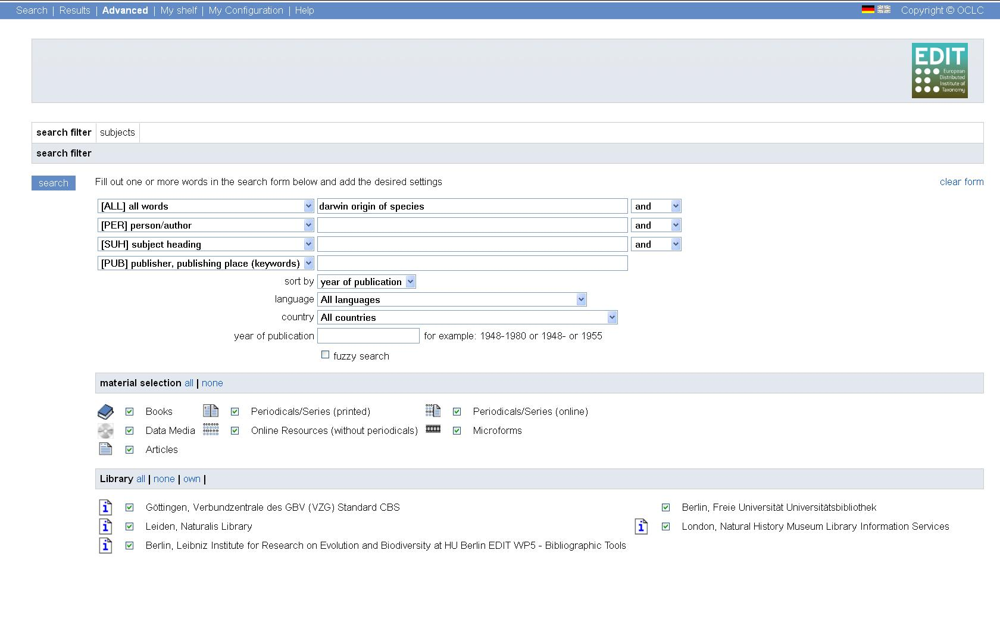 Search | Results | Advanced | My shelf | My Configuration | Help Copyright © OCLC
EDIT
European
Distributed
Institute of
Taxonomy
search filter subjects
search filter
search Fill out one or more words in the search form below and add the desired settings clear form
[ALL] all words darwin origin of species and
[PER] person/author and
[SUH] subject heading and
[PUB] publisher, publishing place (keywords)
sort by year of publication
language All languages
country All countries
year of publication for example: 1948-1980 or 1948- or 1955
fuzzy search
material selection all | none
Books Periodicals/Series (printed) Periodicals/Series (online)
Data Media Online Resources (without periodicals) Microforms
Articles
Library all | none | own |
Göttingen, Verbundzentrale des GBV (VZG) Standard CBS Berlin, Freie Universität Universitätsbibliothek
Leiden, Naturalis Library London, Natural History Museum Library Information Services
Berlin, Leibniz Institute for Research on Evolution and Biodiversity at HU Berlin EDIT WP5 - Bibliographic Tools